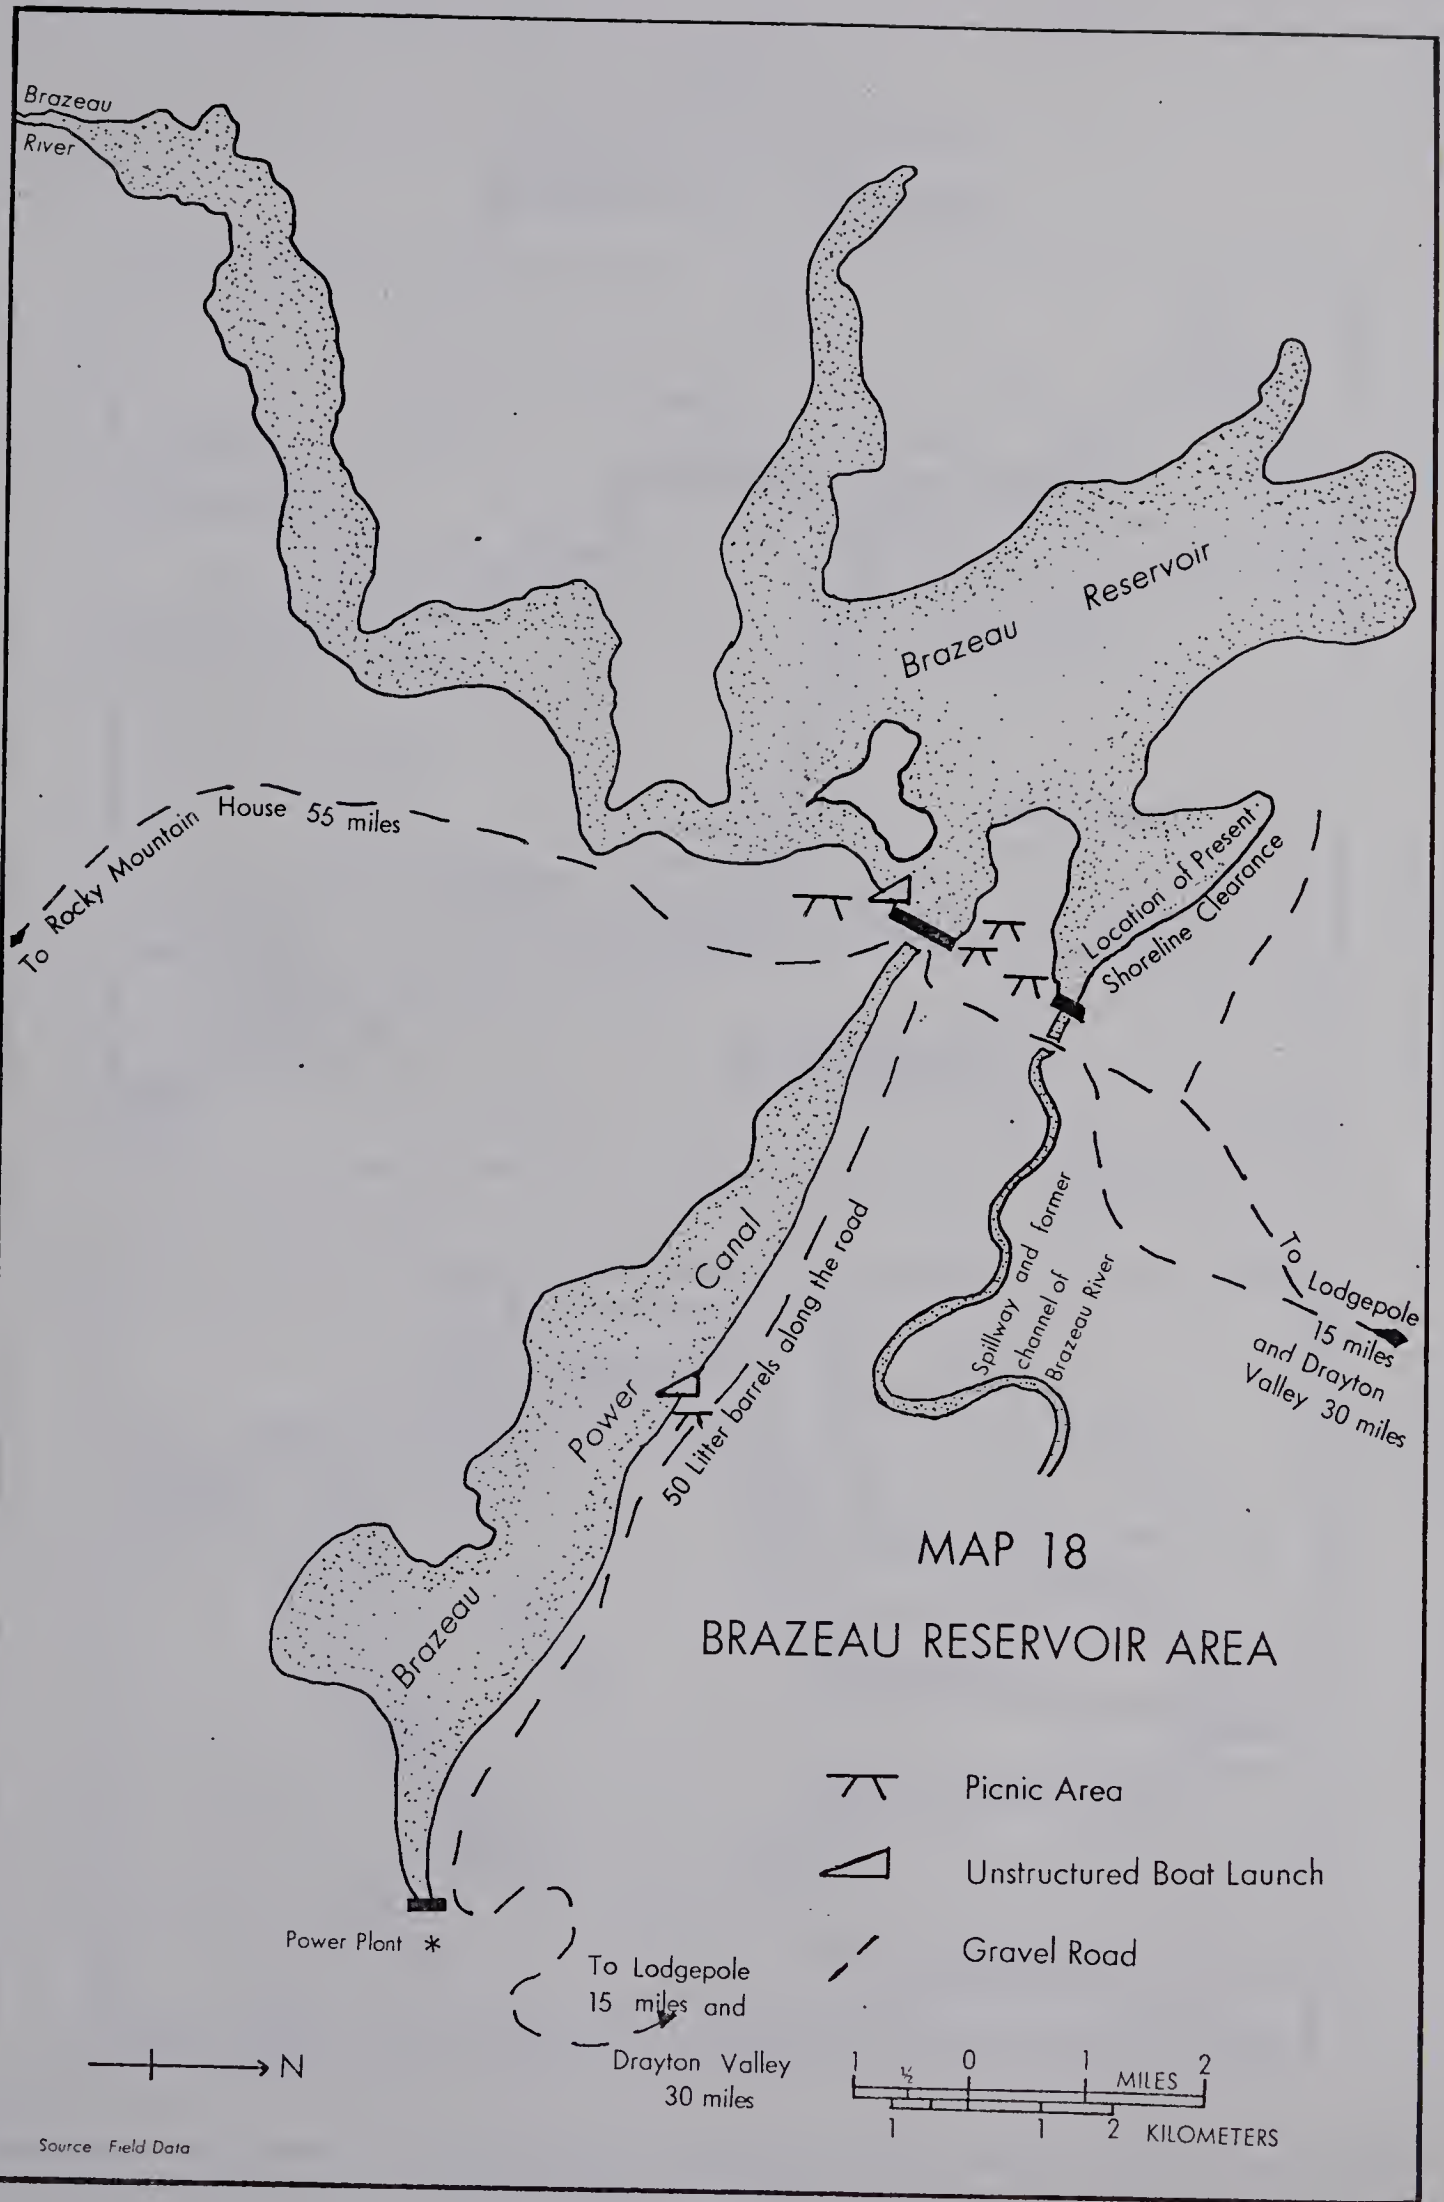 Brazeau
River
Brazeau Reservoir
To Rocky Mountain House 55 miles
Location of Present
Shoreline Clearance
Brazeau Power Canal
50 Litter barrels along the road
Spillway and former
channel of
Brazeau River
To Lodgepole
15 miles
and Drayton
Valley 30 miles
MAP 18
BRAZEAU RESERVOIR AREA
Picnic Area
Unstructured Boat Launch
Gravel Road
Power Plont *
To Lodgepole
15 miles and
Drayton Valley
30 miles
N
1 ½ 0 1 2
MILES
1 1 2 KILOMETERS
Source Field Data